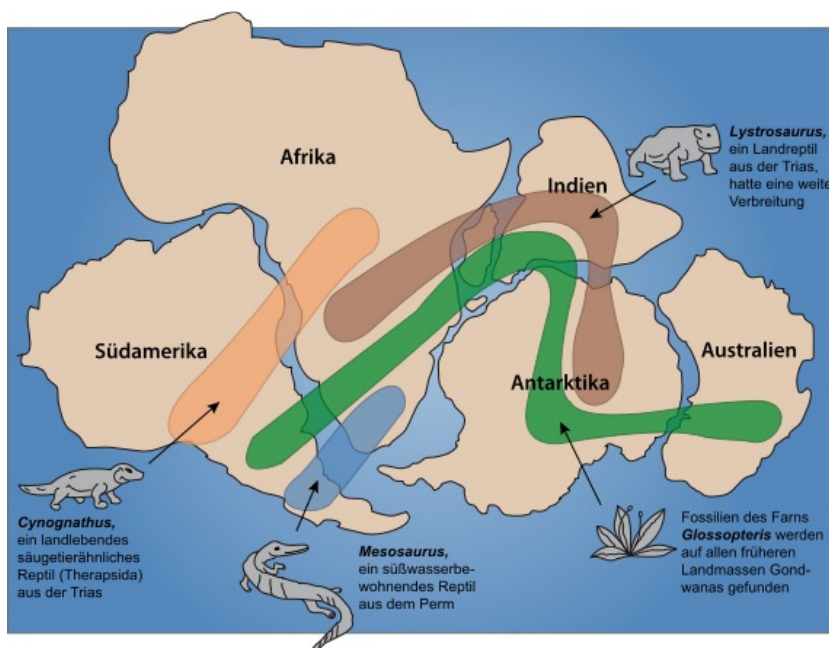 Afrika
Lystrosaurus,
ein Landreptil
aus der Trias,
hatte eine weite
Verbreitung
Indien
Südamerika
Antarktika
Australien
Cynognathus,
ein landlebendes
säugetierähnliches
Reptil (Therapsida)
aus der Trias
Mesosaurus,
ein süßwasserbe-
wohnendes Reptil
aus dem Perm
Fossilien des Farns
Glossopteris werden
auf allen früheren
Landmassen Gond-
wanas gefunden